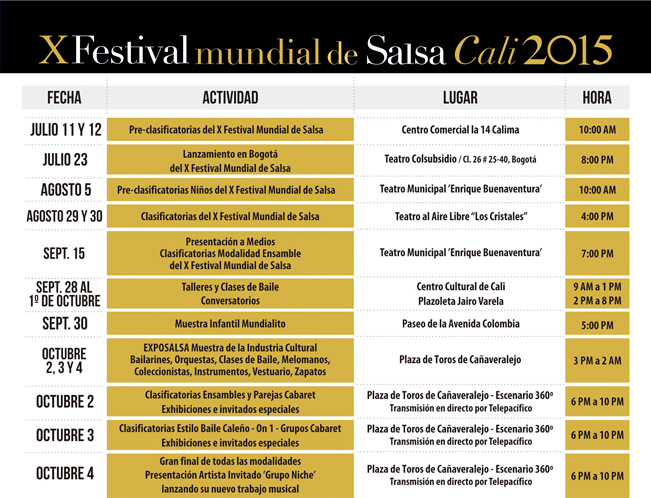 X Festival mundial de Salsa Cali 2015
FECHA ACTIVIDAD LUGAR HORA
JULIO 11 Y 12 Pre-clasificatorias del X Festival Mundial de Salsa Centro Comercial la 14 Calima 10:00 AM
JULIO 23 Lanzamiento en Bogotá
del X Festival Mundial de Salsa Teatro Colsubsidio / Cl. 26 # 25-40, Bogotá 8:00 PM
AGOSTO 5 Pre-clasificatorias Niños del X Festival Mundial de Salsa Teatro Municipal 'Enrique Buenaventura' 10:00 AM
AGOSTO 29 Y 30 Clasificatorias del X Festival Mundial de Salsa Teatro al Aire Libre "Los Cristales" 4:00 PM
SEPT. 15 Presentación a Medios
Clasificatorias Modalidad Ensamble
del X Festival Mundial de Salsa Teatro Municipal 'Enrique Buenaventura' 7:00 PM
SEPT. 28 AL Talleres y Clases de Baile Centro Cultural de Cali 9 AM a 1 PM
1º DE OCTUBRE Conversatorios Plazoleta Jairo Varela 2 PM a 8 PM
SEPT. 30 Muestra Infantil Mundialito Paseo de la Avenida Colombia 5:00 PM
OCTUBRE
2, 3 Y 4 EXPOSALSA Muestra de la Industria Cultural
Bailarines, Orquestas, Clases de Baile, Melomanos,
Coleccionistas, Instrumentos, Vestuario, Zapatos Plaza de Toros de Cañaveralejo 3 PM a 2 AM
OCTUBRE 2 Clasificatorias Ensambles y Parejas Cabaret
Exhibiciones e invitados especiales Plaza de Toros de Cañaveralejo - Escenario 360º
Transmisión en directo por Telepacífico 6 PM a 10 PM
OCTUBRE 3 Clasificatorias Estilo Baile Caleño - On 1 - Grupos Cabaret
Exhibiciones e invitados especiales Plaza de Toros de Cañaveralejo - Escenario 360º
Transmisión en directo por Telepacífico 6 PM a 10 PM
OCTUBRE 4 Gran final de todas las modalidades
Presentación Artista Invitado 'Grupo Niche'
lanzando su nuevo trabajo musical Plaza de Toros de Cañaveralejo - Escenario 360º
Transmisión en directo por Telepacífico 6 PM a 10 PM